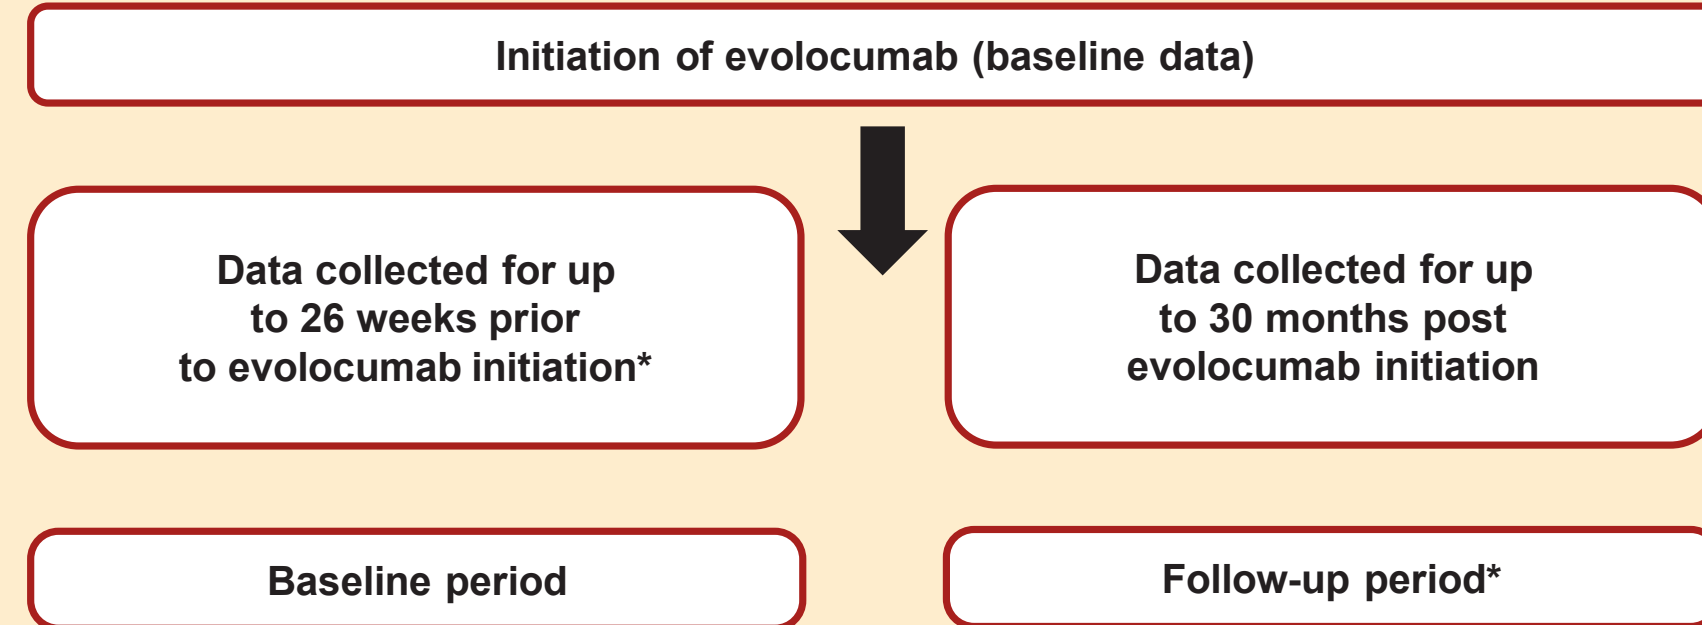 Initiation of evolocumab (baseline data)
Data collected for up
to 26 weeks prior
to evolocumab initiation*
Data collected for up
to 30 months post
evolocumab initiation
Baseline period
Follow-up period*